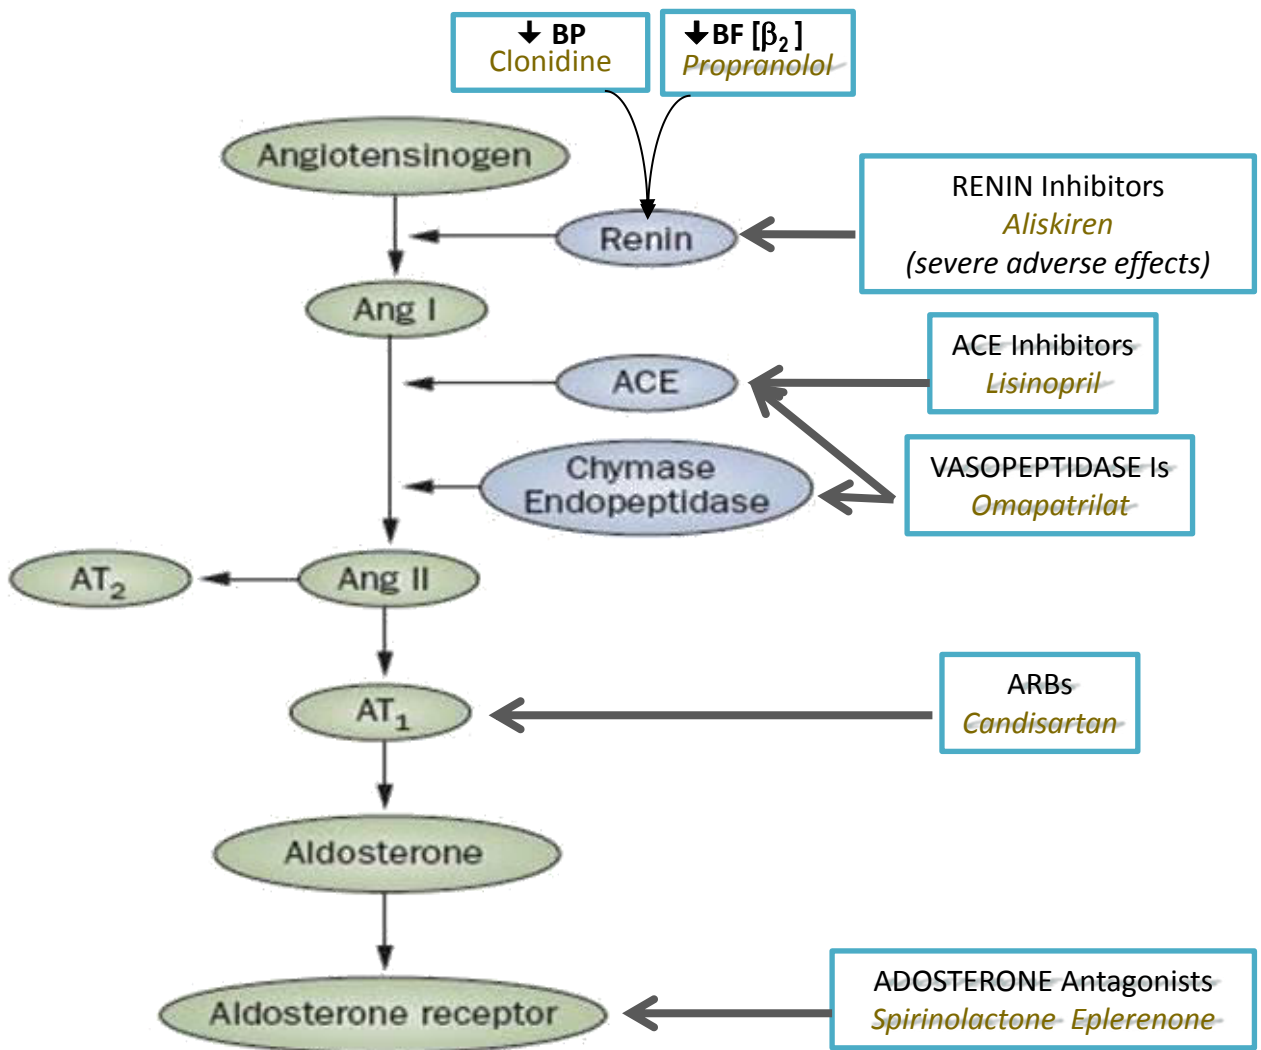 ↓ BP
Clonidine
↓BF [β₂]
Propranolol
Angiotensinogen
RENIN Inhibitors
Aliskiren
(severe adverse effects)
Renin
Ang I
ACE Inhibitors
Lisinopril
ACE
VASOPEPTIDASE Is
Omapatrilat
Chymase
Endopeptidase
AT₂
Ang II
ARBs
Candisartan
AT₁
Aldosterone
ADOSTERONE Antagonists
Spirinolactone Eplerenone
Aldosterone receptor